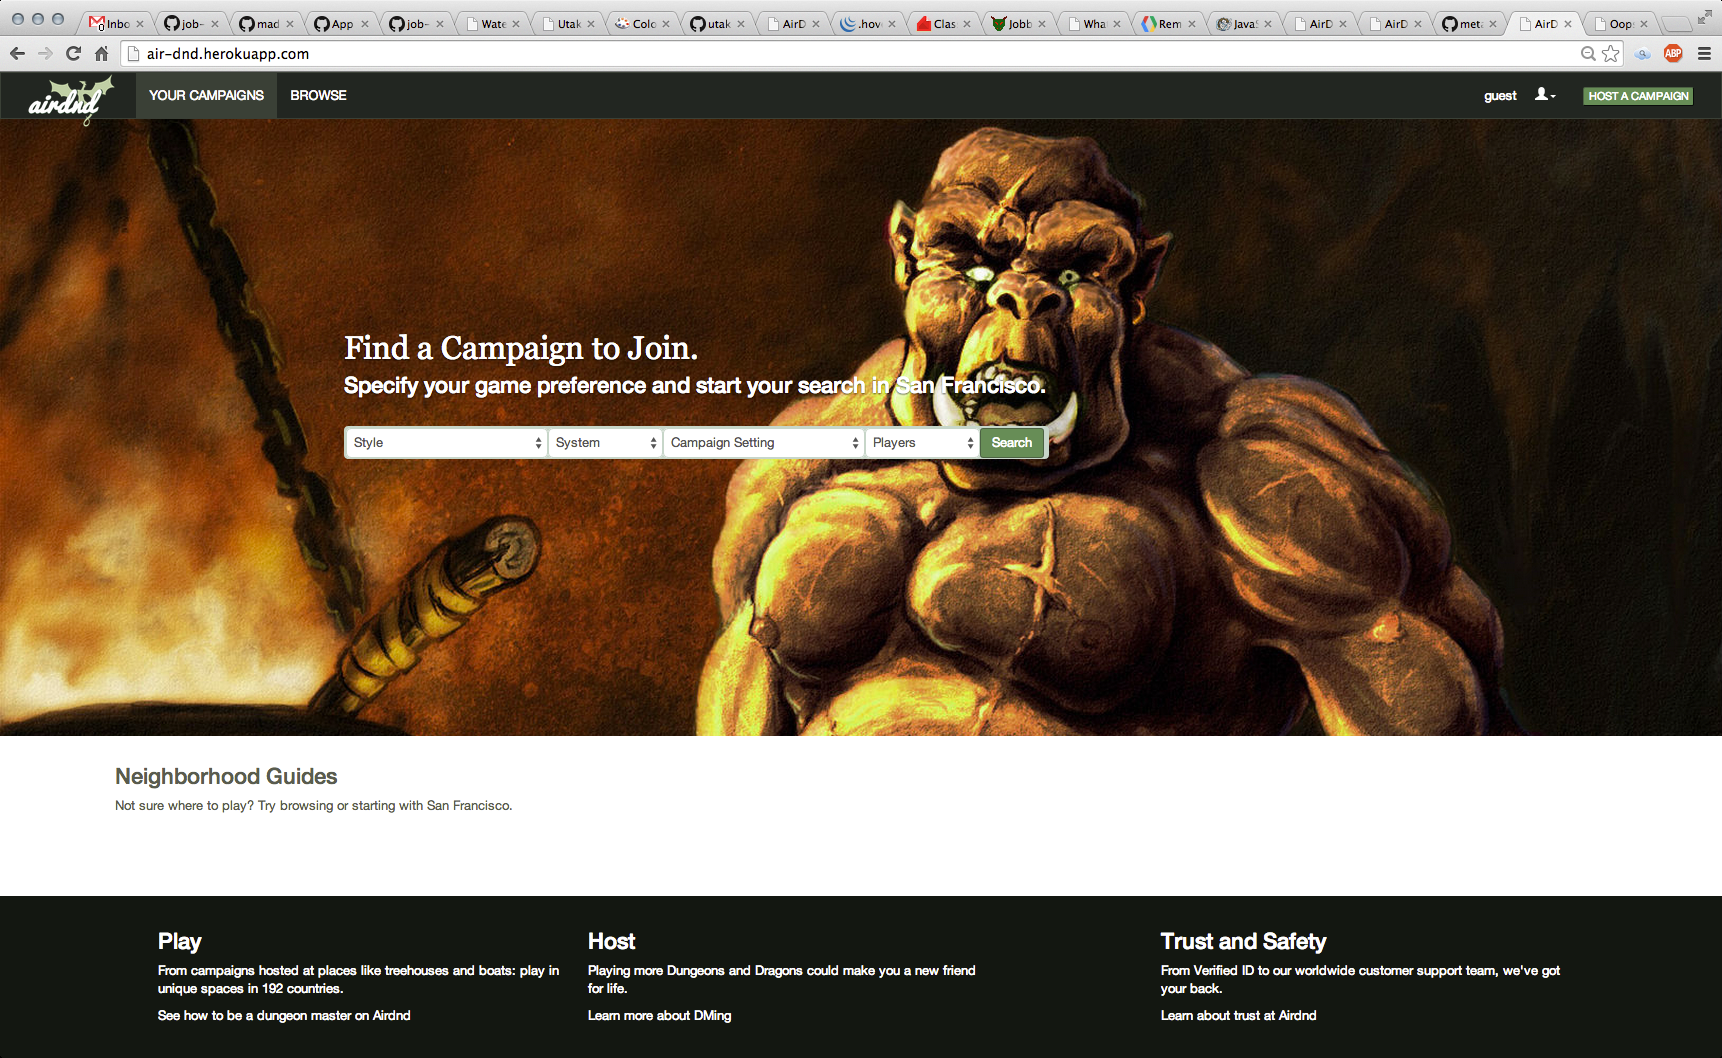 Inbo
job-
mad
App
job-
Wate
Utak
Colo
utak
AirD
.hov
Clas
Jobb
Wha
Rem
Java
AirD
AirD
meta
AirD
Oop
air-dnd.herokuapp.com
ABP
airdnd
YOUR CAMPAIGNS
BROWSE
guest
HOST A CAMPAIGN
Find a Campaign to Join.
Specify your game preference and start your search in San Francisco.
Style
System
Campaign Setting
Players
Search
Neighborhood Guides
Not sure where to play? Try browsing or starting with San Francisco.
Play
From campaigns hosted at places like treehouses and boats: play in
unique spaces in 192 countries.
See how to be a dungeon master on Airdnd
Host
Playing more Dungeons and Dragons could make you a new friend
for life.
Learn more about DMing
Trust and Safety
From Verified ID to our worldwide customer support team, we've got
your back.
Learn about trust at Airdnd